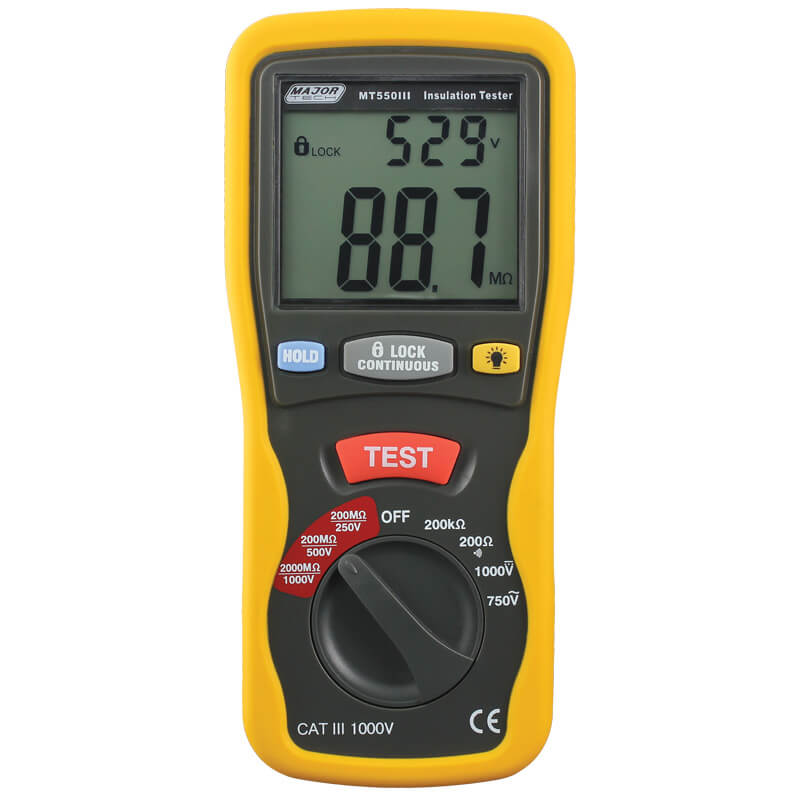 MAJOR TECH MT550III Insulation Tester
LOCK 529 V
88.7 MΩ
HOLD
LOCK
CONTINUOUS
TEST
200MΩ
250V
200MΩ
500V
2000MΩ
1000V
OFF
200kΩ
200Ω
1000V
750V
CAT III 1000V
CE